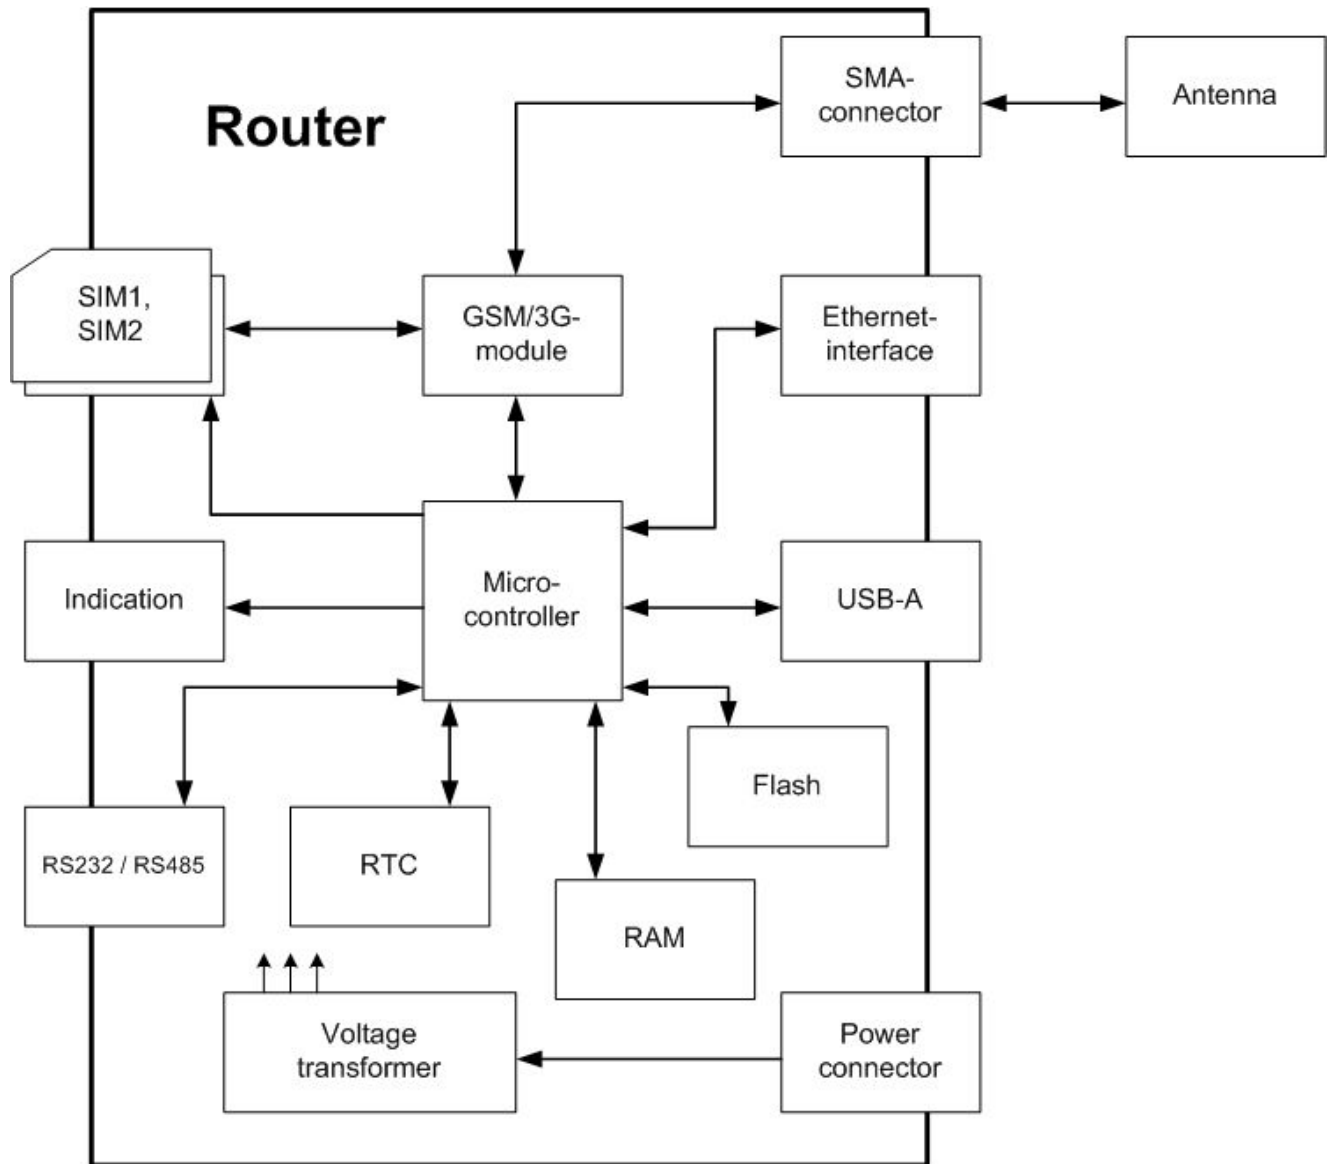 SMA-
connector
Antenna
Router
SIM1,
SIM2
GSM/3G-
module
Ethernet-
interface
Indication
Micro-
controller
USB-A
Flash
RS232 / RS485
RTC
RAM
Voltage
transformer
Power
connector